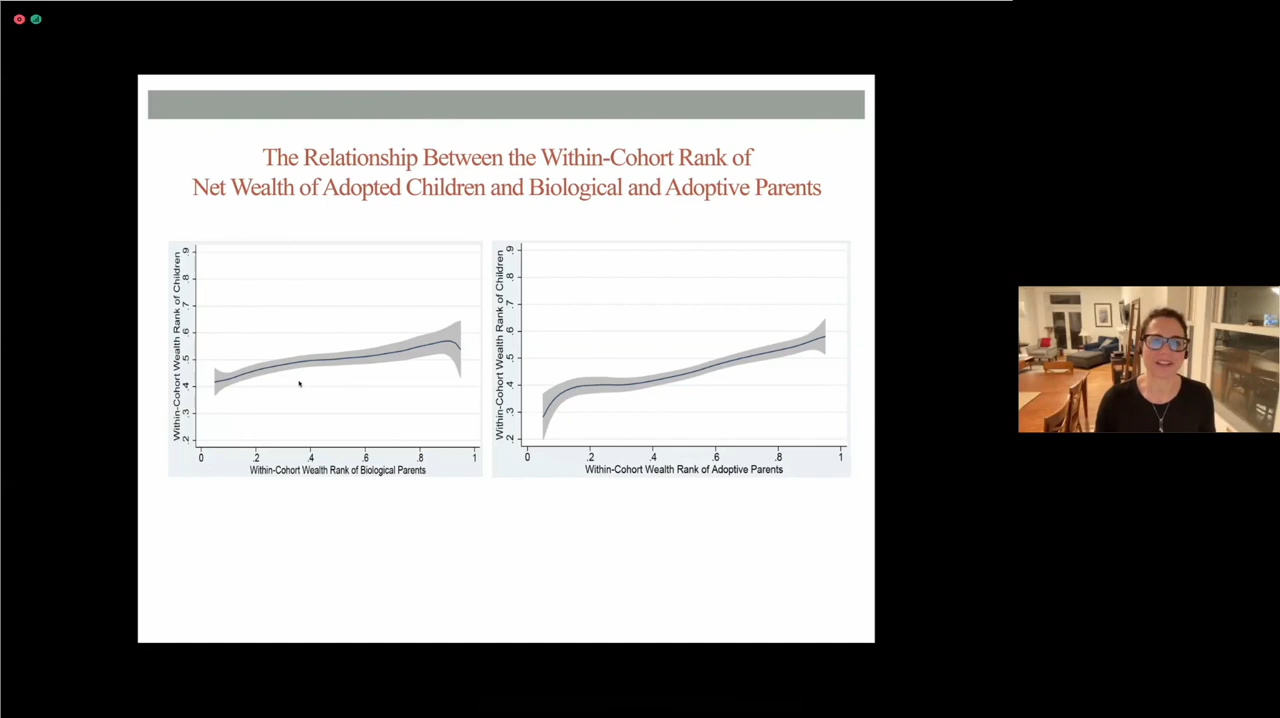 The Relationship Between the Within-Cohort Rank of
Net Wealth of Adopted Children and Biological and Adoptive Parents
Within-Cohort Wealth Rank of Children
.9
.8
.7
.6
.5
.4
.3
.2
0 .2 .4 .6 .8 1
Within-Cohort Wealth Rank of Biological Parents
Within-Cohort Wealth Rank of Children
.9
.8
.7
.6
.5
.4
.3
.2
0 .2 .4 .6 .8 1
Within-Cohort Wealth Rank of Adoptive Parents